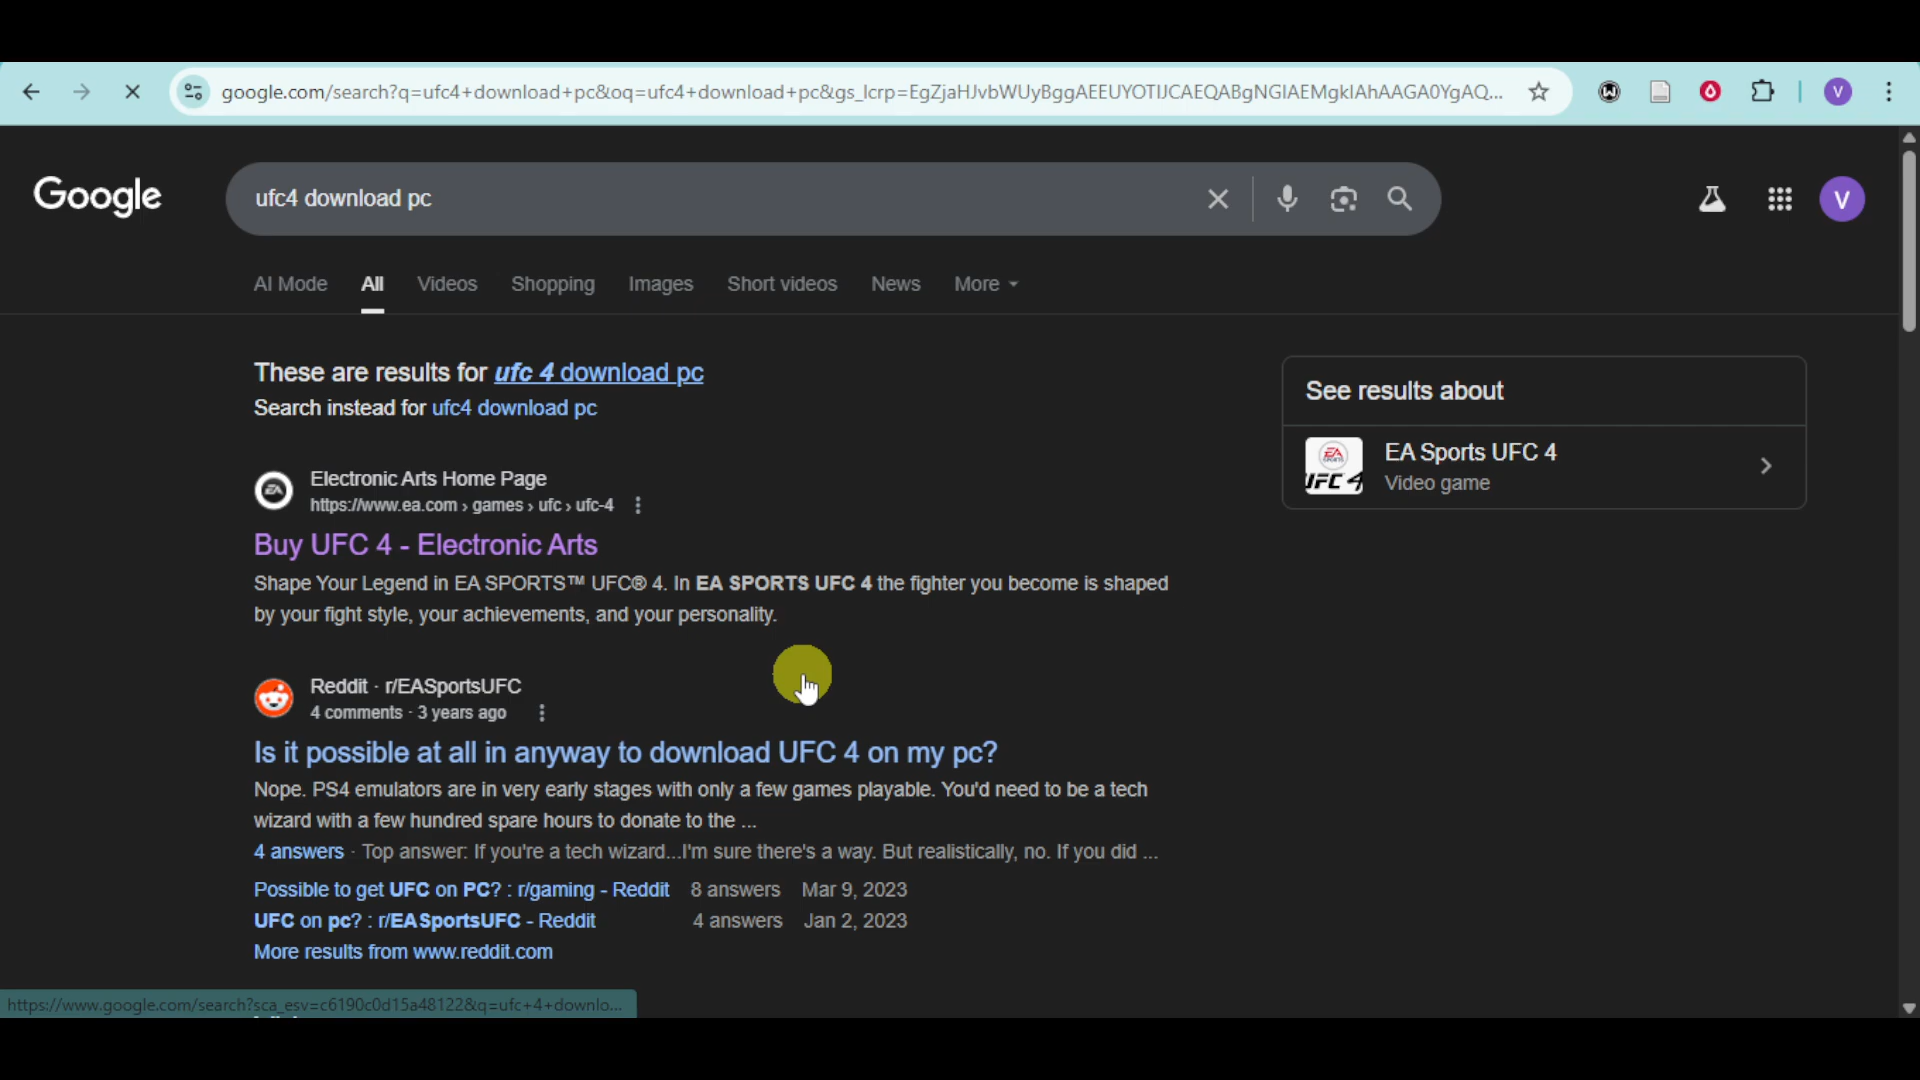 google.com/search?q=ufc4+download+pc&oq=ufc4+download+pc&gs_lcrp=EgZjaHJvbWUyBggAEEUYOTIJCAEQABgNGIAEMgkIAhAAGA0YgAQ...
V
Google
ufc4 download pc
V
AI Mode All Videos Shopping Images Short videos News More
These are results for ufc 4 download pc
Search instead for ufc4 download pc
See results about
EA SPORTS UFC 4
EA Sports UFC 4
Video game
EA
Electronic Arts Home Page
https://www.ea.com › games › ufc › ufc-4
Buy UFC 4 - Electronic Arts
Shape Your Legend in EA SPORTS™ UFC® 4. In EA SPORTS UFC 4 the fighter you become is shaped
by your fight style, your achievements, and your personality.
Reddit · r/EASportsUFC
4 comments · 3 years ago
Is it possible at all in anyway to download UFC 4 on my pc?
Nope. PS4 emulators are in very early stages with only a few games playable. You'd need to be a tech
wizard with a few hundred spare hours to donate to the ...
4 answers · Top answer: If you're a tech wizard...I'm sure there's a way. But realistically, no. If you did ...
Possible to get UFC on PC? : r/gaming - Reddit 8 answers Mar 9, 2023
UFC on pc? : r/EASportsUFC - Reddit 4 answers Jan 2, 2023
More results from www.reddit.com
https://www.google.com/search?sca_esv=c6190c0d15a48122&q=ufc+4+downlo...